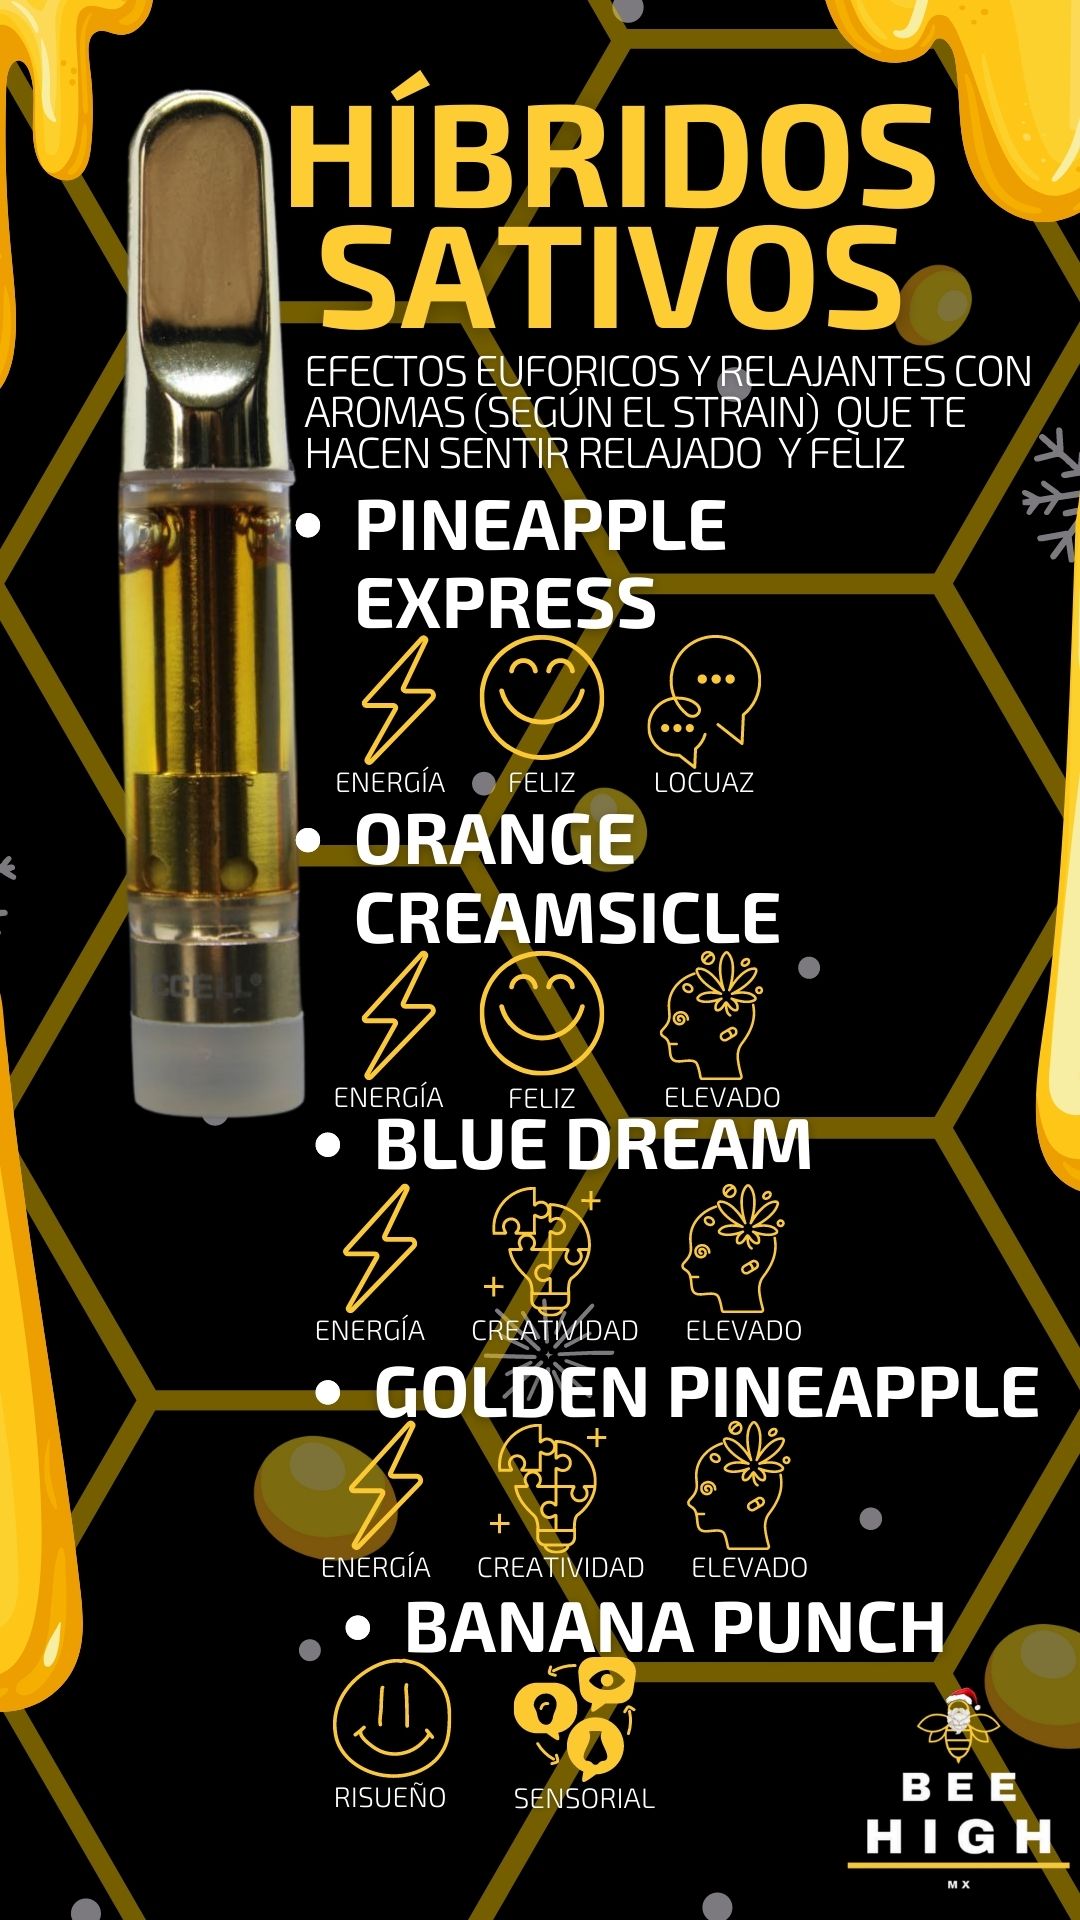 HÍBRIDOS
SATIVOS
EFECTOS EUFORICOS Y RELAJANTES CON
AROMAS (SEGÚN EL STRAIN) QUE TE
HACEN SENTIR RELAJADO Y FELIZ
• PINEAPPLE
EXPRESS
ENERGÍA FELIZ LOCUAZ
• ORANGE
CREAMSICLE
CCELL®
ENERGÍA FELIZ ELEVADO
• BLUE DREAM
ENERGÍA CREATIVIDAD ELEVADO
• GOLDEN PINEAPPLE
ENERGÍA CREATIVIDAD ELEVADO
• BANANA PUNCH
RISUEÑO SENSORIAL
BEE
HIGH
MX